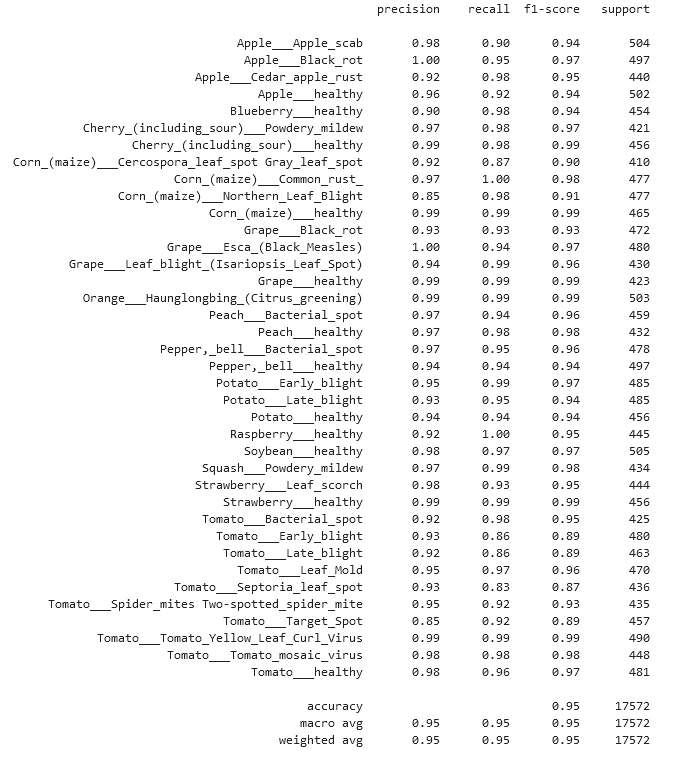 precision recall f1-score support
Apple___Apple_scab 0.98 0.90 0.94 504
Apple___Black_rot 1.00 0.95 0.97 497
Apple___Cedar_apple_rust 0.92 0.98 0.95 440
Apple___healthy 0.96 0.92 0.94 502
Blueberry___healthy 0.90 0.98 0.94 454
Cherry_(including_sour)___Powdery_mildew 0.97 0.98 0.97 421
Cherry_(including_sour)___healthy 0.99 0.98 0.99 456
Corn_(maize)___Cercospora_leaf_spot Gray_leaf_spot 0.92 0.87 0.90 410
Corn_(maize)___Common_rust_ 0.97 1.00 0.98 477
Corn_(maize)___Northern_Leaf_Blight 0.85 0.98 0.91 477
Corn_(maize)___healthy 0.99 0.99 0.99 465
Grape___Black_rot 0.93 0.93 0.93 472
Grape___Esca_(Black_Measles) 1.00 0.94 0.97 480
Grape___Leaf_blight_(Isariopsis_Leaf_Spot) 0.94 0.99 0.96 430
Grape___healthy 0.99 0.99 0.99 423
Orange___Haunglongbing_(Citrus_greening) 0.99 0.99 0.99 503
Peach___Bacterial_spot 0.97 0.94 0.96 459
Peach___healthy 0.97 0.98 0.98 432
Pepper,_bell___Bacterial_spot 0.97 0.95 0.96 478
Pepper,_bell___healthy 0.94 0.94 0.94 497
Potato___Early_blight 0.95 0.99 0.97 485
Potato___Late_blight 0.93 0.95 0.94 485
Potato___healthy 0.94 0.94 0.94 456
Raspberry___healthy 0.92 1.00 0.95 445
Soybean___healthy 0.98 0.97 0.97 505
Squash___Powdery_mildew 0.97 0.99 0.98 434
Strawberry___Leaf_scorch 0.98 0.93 0.95 444
Strawberry___healthy 0.99 0.99 0.99 456
Tomato___Bacterial_spot 0.92 0.98 0.95 425
Tomato___Early_blight 0.93 0.86 0.89 480
Tomato___Late_blight 0.92 0.86 0.89 463
Tomato___Leaf_Mold 0.95 0.97 0.96 470
Tomato___Septoria_leaf_spot 0.93 0.83 0.87 436
Tomato___Spider_mites Two-spotted_spider_mite 0.95 0.92 0.93 435
Tomato___Target_Spot 0.85 0.92 0.89 457
Tomato___Tomato_Yellow_Leaf_Curl_Virus 0.99 0.99 0.99 490
Tomato___Tomato_mosaic_virus 0.98 0.98 0.98 448
Tomato___healthy 0.98 0.96 0.97 481
accuracy 0.95 17572
macro avg 0.95 0.95 0.95 17572
weighted avg 0.95 0.95 0.95 17572